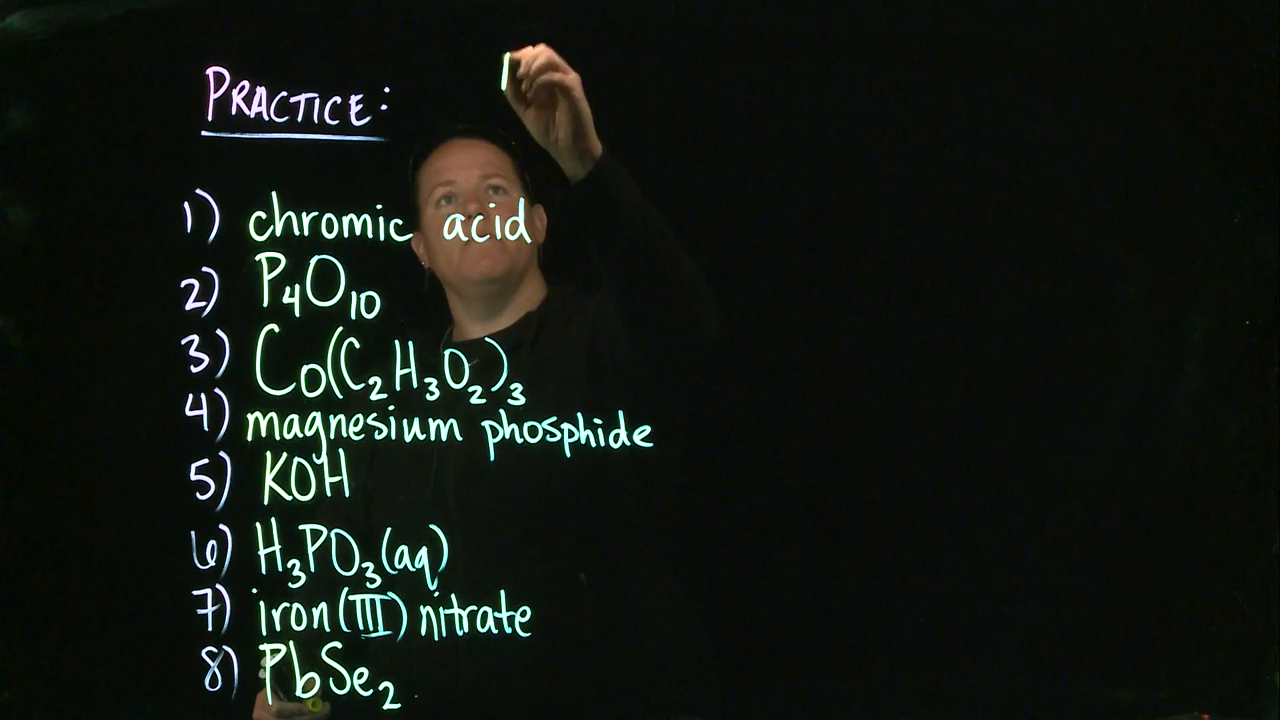 PRACTICE:
1) chromic acid
2) P₄O₁₀
3) Co(C₂H₃O₂)₃
4) magnesium phosphide
5) KOH
6) H₃PO₃(aq)
7) iron (III) nitrate
8) PbSe₂